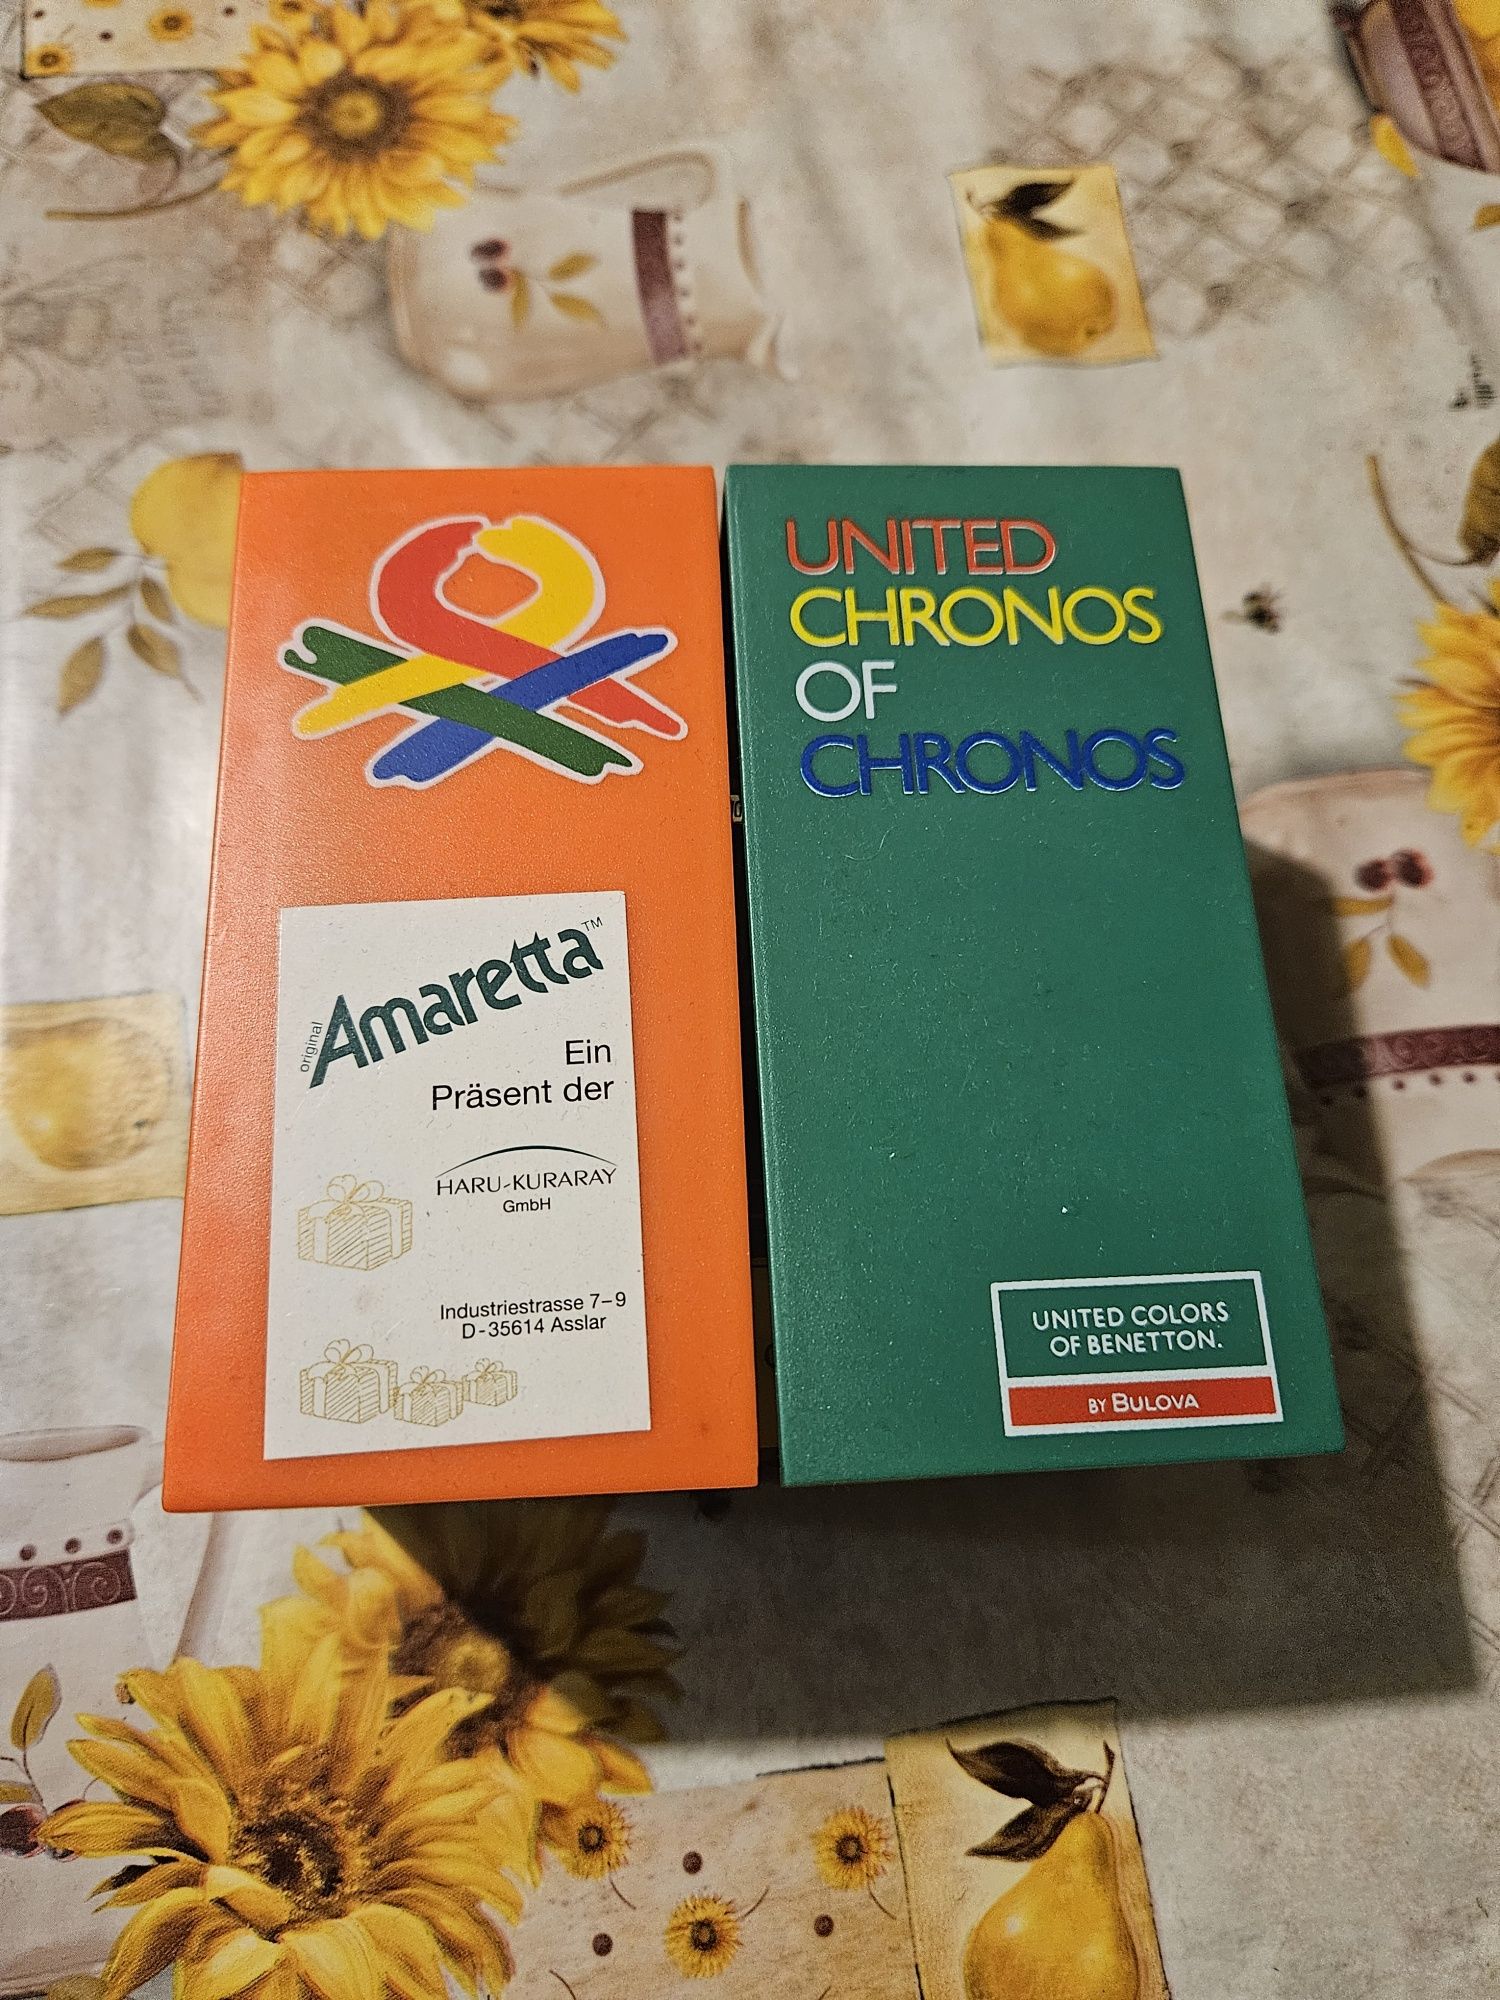 original Amaretta™
Ein
Präsent der
HARU-KURARAY
GmbH
Industriestrasse 7–9
D-35614 Asslar
UNITED
CHRONOS
OF
CHRONOS
UNITED COLORS
OF BENETTON.
BY BULOVA